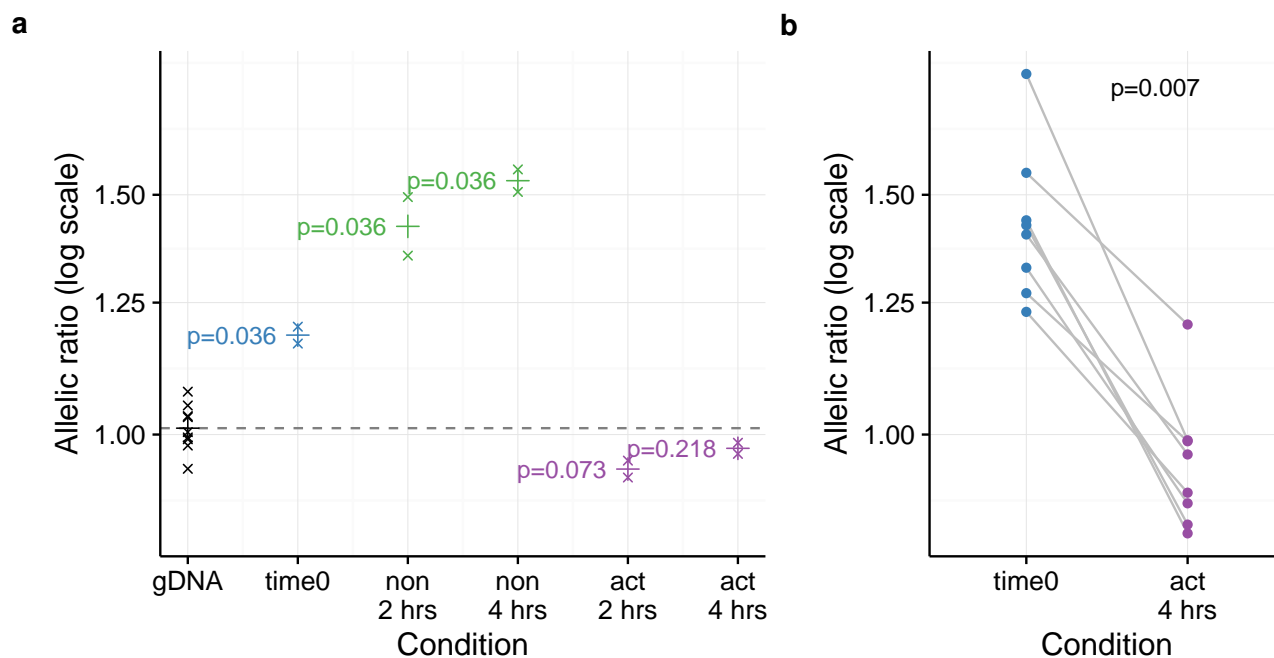 a
Allelic ratio (log scale)
1.50
1.25
1.00
p=0.036
p=0.036
p=0.036
p=0.073
p=0.218
gDNA
time0
non
2 hrs
non
4 hrs
act
2 hrs
act
4 hrs
Condition
b
Allelic ratio (log scale)
1.50
1.25
1.00
p=0.007
time0
act
4 hrs
Condition